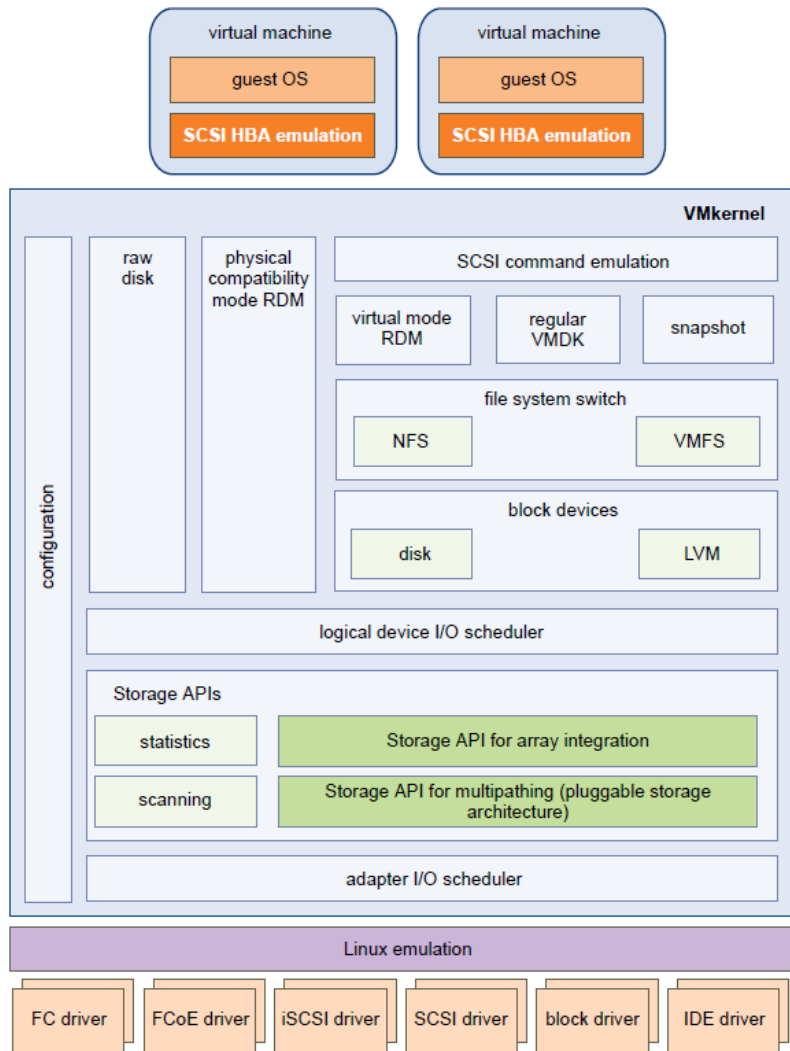 virtual machine
guest OS
SCSI HBA emulation
virtual machine
guest OS
SCSI HBA emulation
VMkernel
configuration
raw
disk
physical
compatibility
mode RDM
SCSI command emulation
virtual mode
RDM
regular
VMDK
snapshot
file system switch
NFS
VMFS
block devices
disk
LVM
logical device I/O scheduler
Storage APIs
statistics
Storage API for array integration
scanning
Storage API for multipathing (pluggable storage
architecture)
adapter I/O scheduler
Linux emulation
FC driver
FCoE driver
iSCSI driver
SCSI driver
block driver
IDE driver